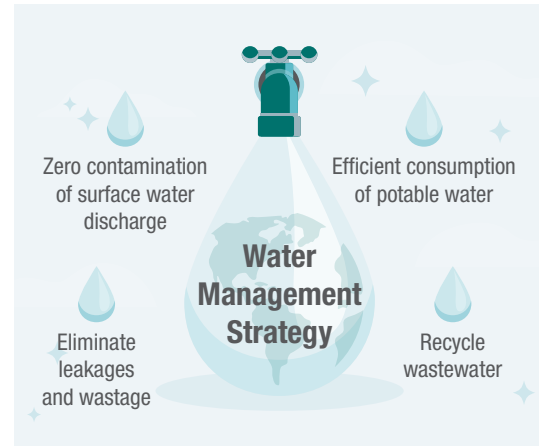 Zero contamination
of surface water
discharge
Efficient consumption
of potable water
Water
Management
Strategy
Eliminate
leakages
and wastage
Recycle
wastewater